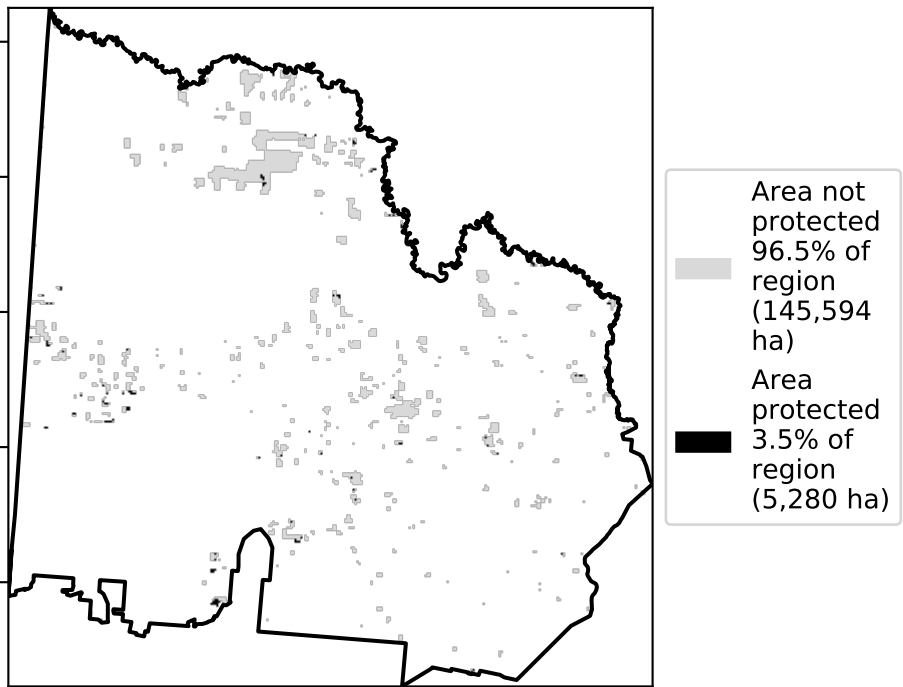 Area not
protected
96.5% of
region
(145,594
ha)
Area
protected
3.5% of
region
(5,280 ha)